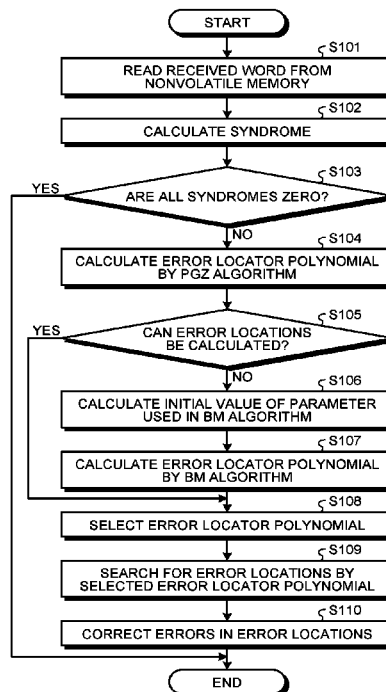 START
S101
READ RECEIVED WORD FROM
NONVOLATILE MEMORY
S102
CALCULATE SYNDROME
S103
YES
ARE ALL SYNDROMES ZERO?
NO
S104
CALCULATE ERROR LOCATOR POLYNOMIAL
BY PGZ ALGORITHM
S105
YES
CAN ERROR LOCATIONS
BE CALCULATED?
NO
S106
CALCULATE INITIAL VALUE OF PARAMETER
USED IN BM ALGORITHM
S107
CALCULATE ERROR LOCATOR POLYNOMIAL
BY BM ALGORITHM
S108
SELECT ERROR LOCATOR POLYNOMIAL
S109
SEARCH FOR ERROR LOCATIONS BY
SELECTED ERROR LOCATOR POLYNOMIAL
S110
CORRECT ERRORS IN ERROR LOCATIONS
END